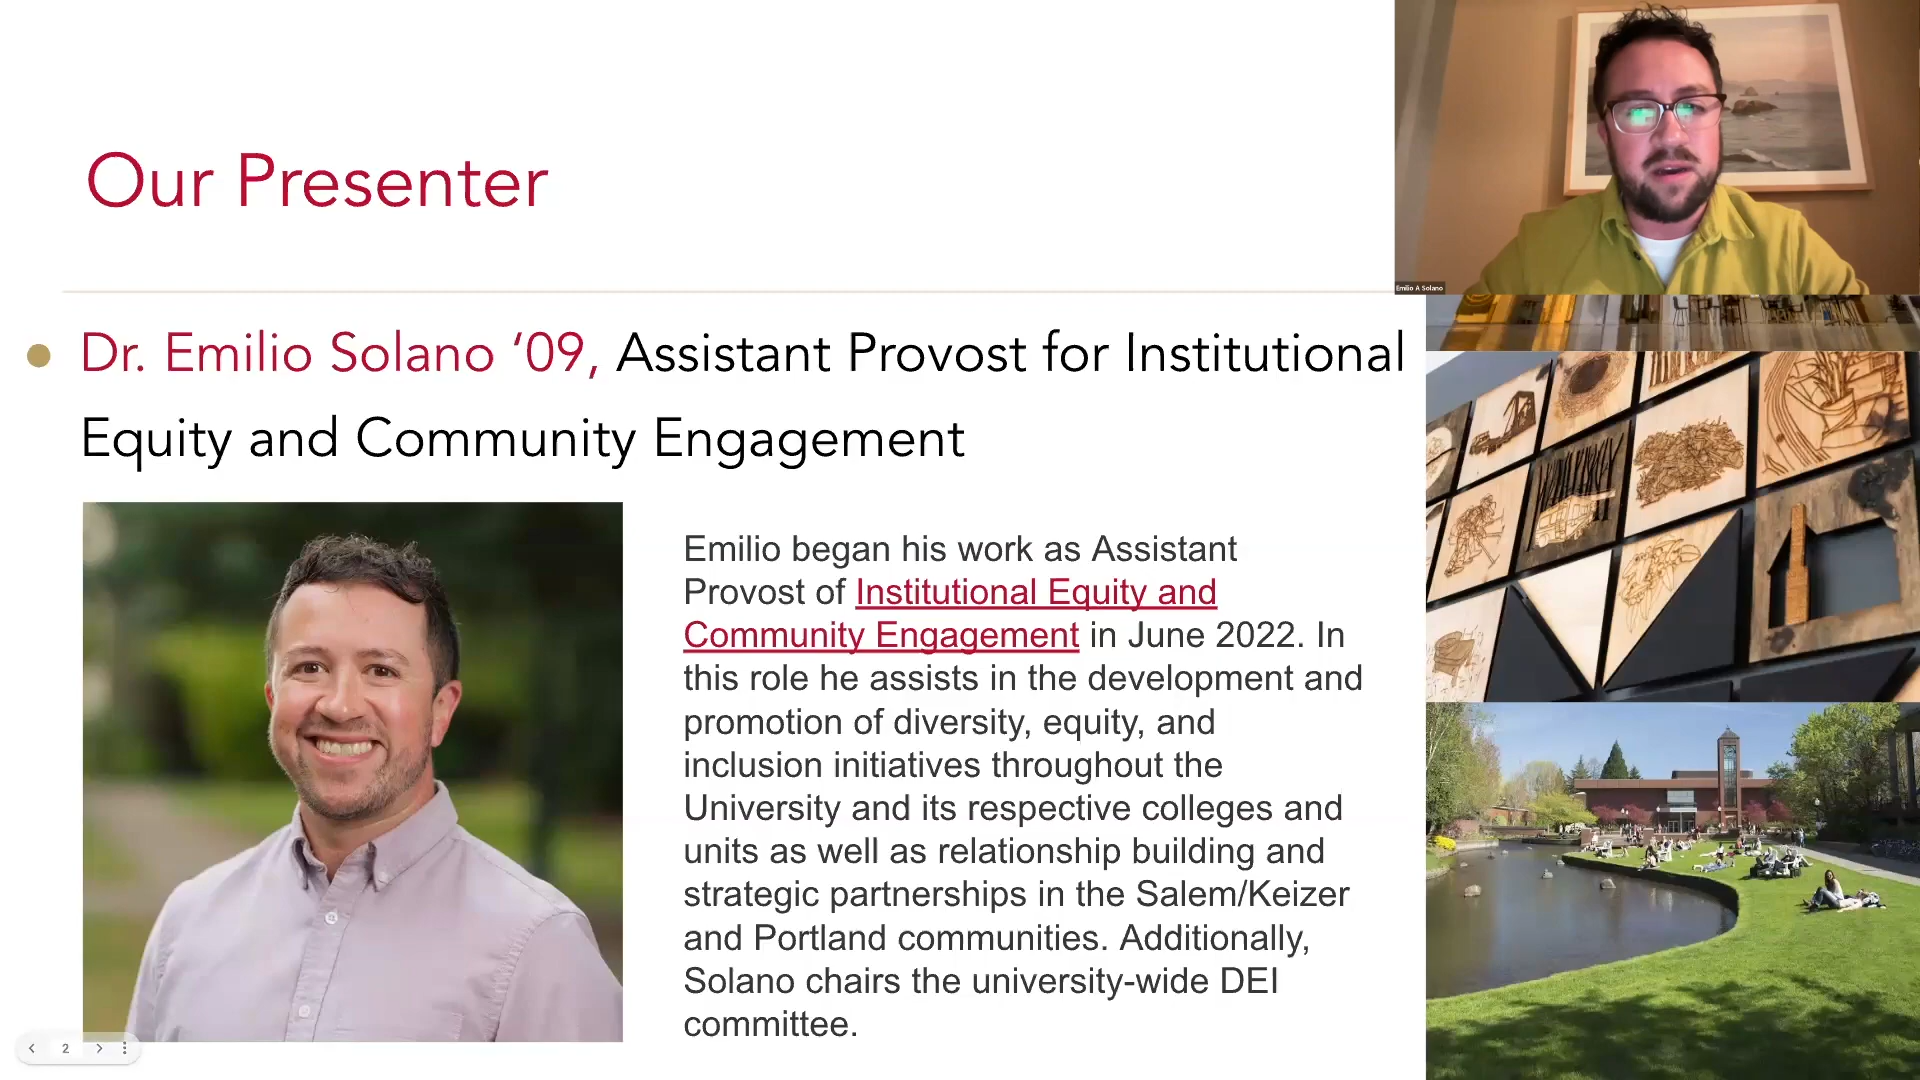 Our Presenter
Emilio A Solano
Dr. Emilio Solano ‘09, Assistant Provost for Institutional
Equity and Community Engagement
Emilio began his work as Assistant
Provost of Institutional Equity and
Community Engagement in June 2022. In
this role he assists in the development and
promotion of diversity, equity, and
inclusion initiatives throughout the
University and its respective colleges and
units as well as relationship building and
strategic partnerships in the Salem/Keizer
and Portland communities. Additionally,
Solano chairs the university-wide DEI
committee.
2